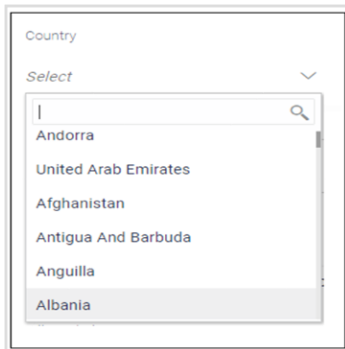 Country
Select
Andorra
United Arab Emirates
Afghanistan
Antigua And Barbuda
Anguilla
Albania